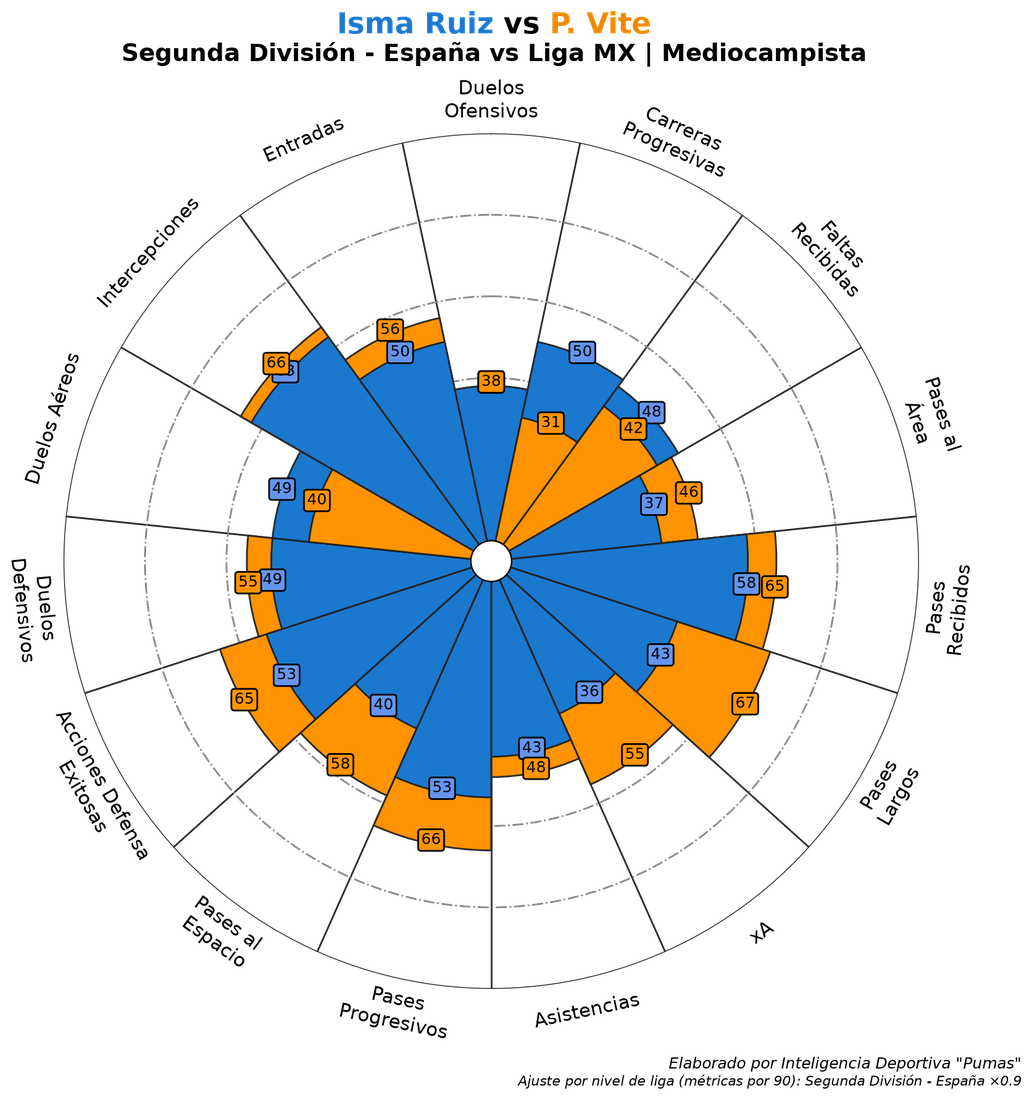 Isma Ruiz vs P. Vite
Segunda División - España vs Liga MX | Mediocampista
Duelos
Ofensivos
Carreras
Progresivas
Faltas
Recibidas
Pases al
Área
Pases
Recibidos
Pases
Largos
xA
Asistencias
Pases
Progresivos
Pases al
Espacio
Acciones Defensa
Exitosas
Duelos
Defensivos
Duelos Aéreos
Intercepciones
Entradas
38
50
31
48
42
37
46
58
65
43
67
36
55
43
48
53
66
40
58
53
65
49
55
49
40
66
56
50
Elaborado por Inteligencia Deportiva "Pumas"
Ajuste por nivel de liga (métricas por 90): Segunda División - España ×0.9